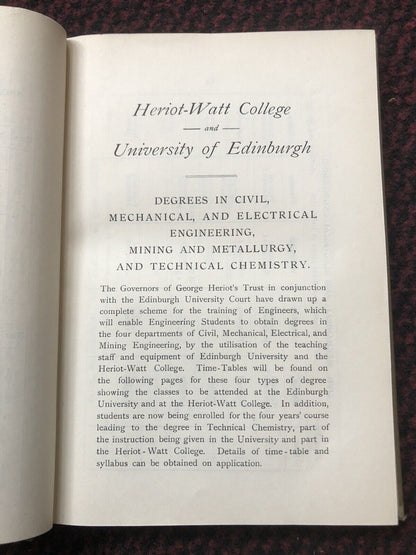 Heriot-Watt College
— and —
University of Edinburgh
DEGREES IN CIVIL,
MECHANICAL, AND ELECTRICAL
ENGINEERING,
MINING AND METALLURGY,
AND TECHNICAL CHEMISTRY.
The Governors of George Heriot's Trust in conjunction
with the Edinburgh University Court have drawn up a
complete scheme for the training of Engineers, which
will enable Engineering Students to obtain degrees in
the four departments of Civil, Mechanical, Electrical, and
Mining Engineering, by the utilisation of the teaching
staff and equipment of Edinburgh University and the
Heriot-Watt College. Time-Tables will be found on
the following pages for these four types of degree
showing the classes to be attended at the Edinburgh
University and at the Heriot-Watt College. In addition,
students are now being enrolled for the four years' course
leading to the degree in Technical Chemistry, part of
the instruction being given in the University and part in
the Heriot-Watt College. Details of time-table and
syllabus can be obtained on application.